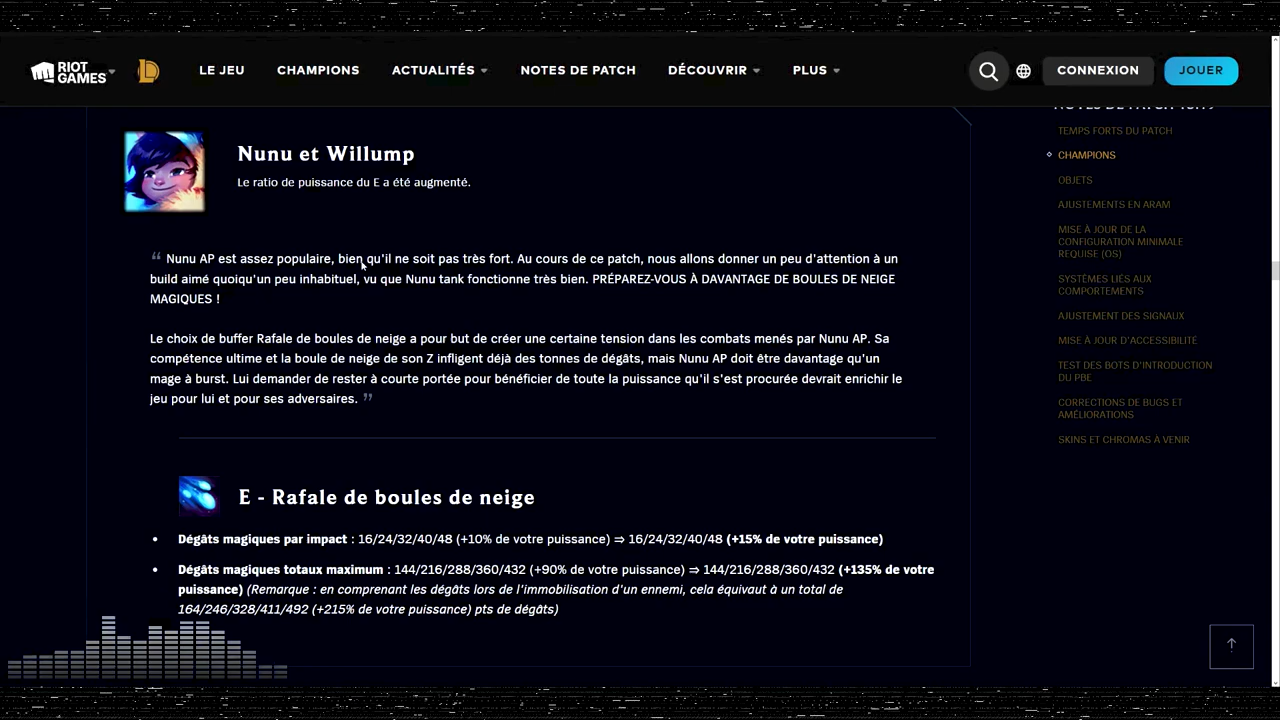 RIOT GAMES
LE JEU
CHAMPIONS
ACTUALITÉS
NOTES DE PATCH
DÉCOUVRIR
PLUS
CONNEXION
JOUER
Nunu et Willump
Le ratio de puissance du E a été augmenté.
“ Nunu AP est assez populaire, bien qu'il ne soit pas très fort. Au cours de ce patch, nous allons donner un peu d'attention à un
build aimé quoiqu'un peu inhabituel, vu que Nunu tank fonctionne très bien. PRÉPAREZ-VOUS À DAVANTAGE DE BOULES DE NEIGE
MAGIQUES !
Le choix de buffer Rafale de boules de neige a pour but de créer une certaine tension dans les combats menés par Nunu AP. Sa
compétence ultime et la boule de neige de son Z infligent déjà des tonnes de dégâts, mais Nunu AP doit être davantage qu'un
mage à burst. Lui demander de rester à courte portée pour bénéficier de toute la puissance qu'il s'est procurée devrait enrichir le
jeu pour lui et pour ses adversaires. ”
E - Rafale de boules de neige
• Dégâts magiques par impact : 16/24/32/40/48 (+10% de votre puissance) ⇒ 16/24/32/40/48 (+15% de votre puissance)
• Dégâts magiques totaux maximum : 144/216/288/360/432 (+90% de votre puissance) ⇒ 144/216/288/360/432 (+135% de votre
puissance) (Remarque : en comprenant les dégâts lors de l'immobilisation d'un ennemi, cela équivaut à un total de
164/246/328/411/492 (+215% de votre puissance) pts de dégâts)
TEMPS FORTS DU PATCH
CHAMPIONS
OBJETS
AJUSTEMENTS EN ARAM
MISE À JOUR DE LA
CONFIGURATION MINIMALE
REQUISE (OS)
SYSTÈMES LIÉS AUX
COMPORTEMENTS
AJUSTEMENT DES SIGNAUX
MISE À JOUR D'ACCESSIBILITÉ
TEST DES BOTS D'INTRODUCTION
DU PBE
CORRECTIONS DE BUGS ET
AMÉLIORATIONS
SKINS ET CHROMAS À VENIR